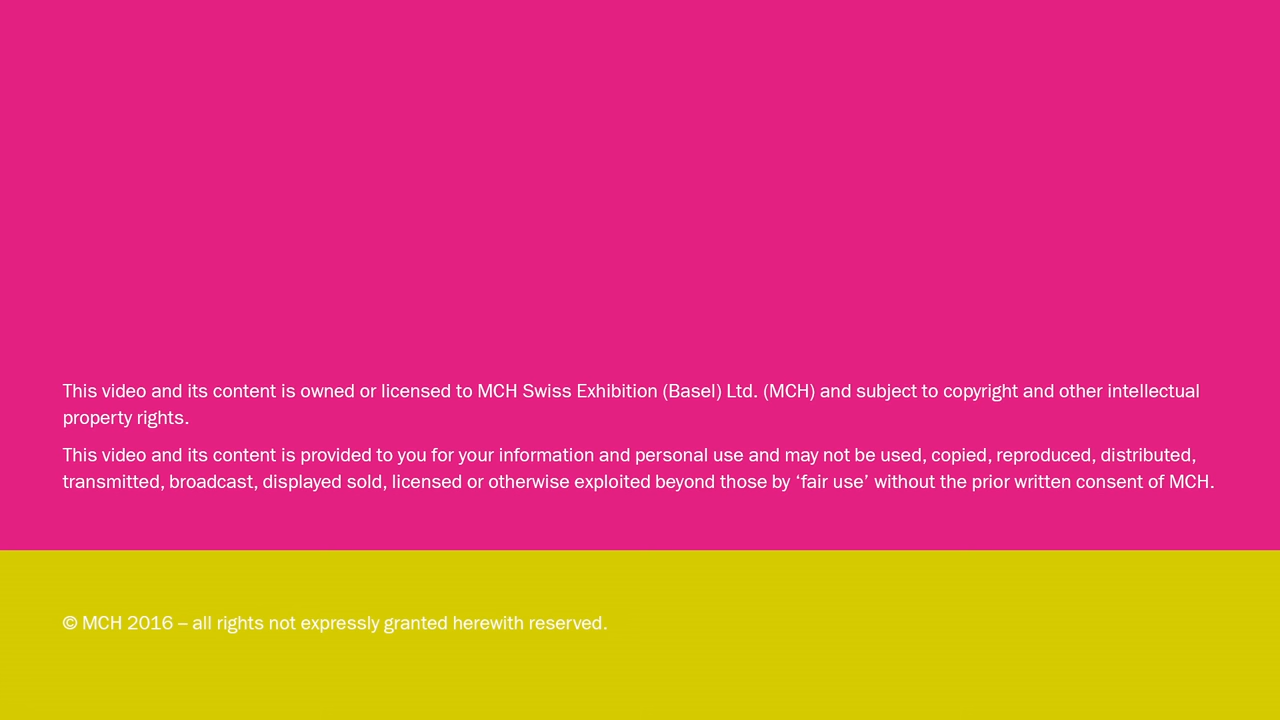 This video and its content is owned or licensed to MCH Swiss Exhibition (Basel) Ltd. (MCH) and subject to copyright and other intellectual
property rights.
This video and its content is provided to you for your information and personal use and may not be used, copied, reproduced, distributed,
transmitted, broadcast, displayed sold, licensed or otherwise exploited beyond those by ‘fair use’ without the prior written consent of MCH.
© MCH 2016 – all rights not expressly granted herewith reserved.